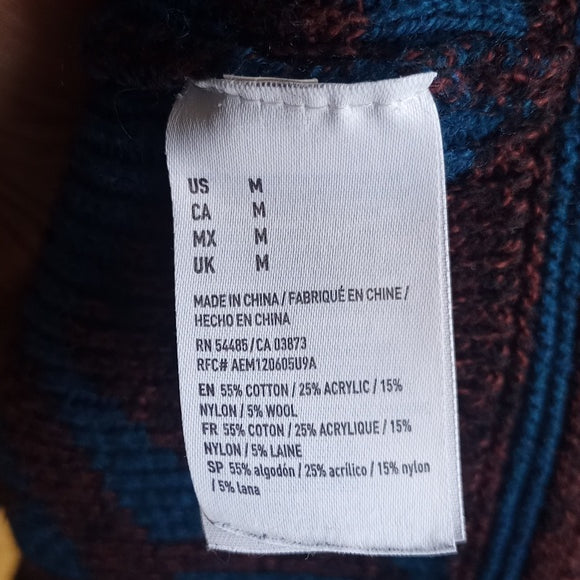 US M
CA M
MX M
UK M
MADE IN CHINA / FABRIQUÉ EN CHINE /
HECHO EN CHINA
RN 54485 / CA 03873
RFC# AEM120605U9A
EN 55% COTTON / 25% ACRYLIC / 15%
NYLON / 5% WOOL
FR 55% COTON / 25% ACRYLIQUE / 15%
NYLON / 5% LAINE
SP 55% algodón / 25% acrílico / 15% nylon
/ 5% lana